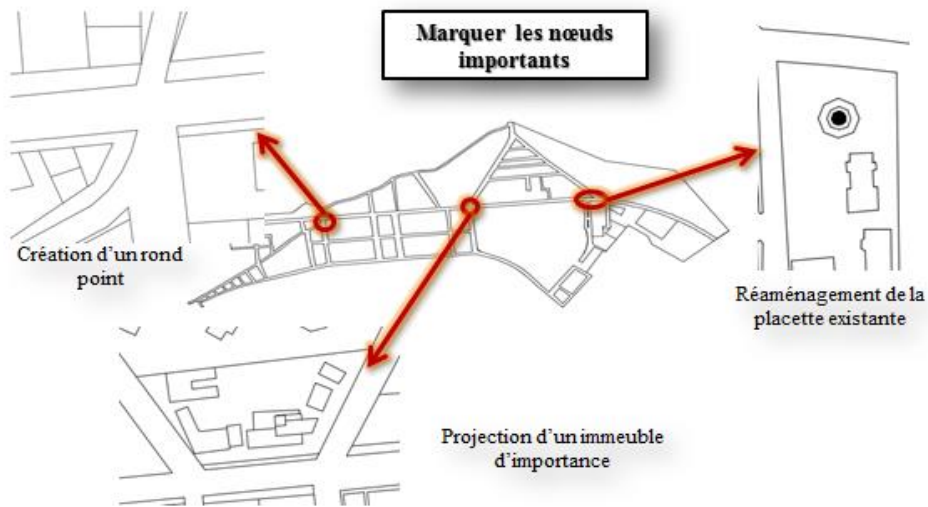 Marquer les nœuds
importants
Création d'un rond
point
Réaménagement de la
placette existante
Projection d'un immeuble
d'importance